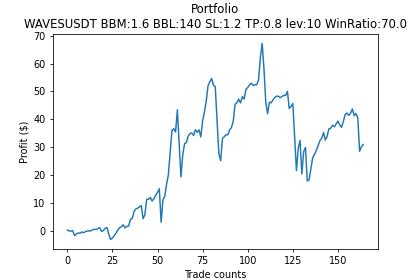 Portfolio
WAVESUSDT BBM:1.6 BBL:140 SL:1.2 TP:0.8 lev:10 WinRatio:70.0
70
60
50
40
30
20
10
0
Profit ($)
0 25 50 75 100 125 150
Trade counts